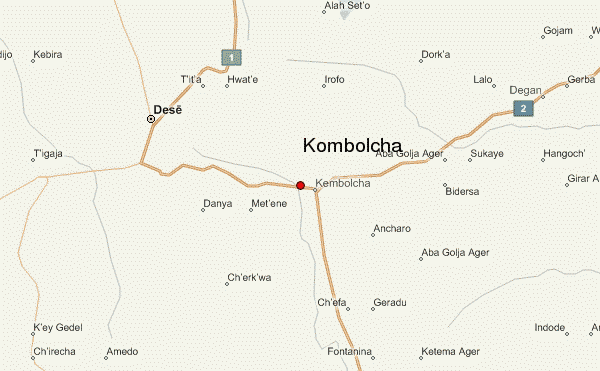 Alah Set'o
Gojam
W
dijo
Kebira
1
Dork'a
T'it'a
Hwat'e
Irofo
Lalo
Gerba
Degan
Desē
2
Kombolcha
T'igaja
Aba Golja Ager
Sukaye
Hangoch'
Kembolcha
Bidersa
Girar A
Danya
Met'ene
Ancharo
Aba Golja Ager
Ch'erk'wa
Ch'efa
Geradu
K'ey Gedel
Indode
Ar
Ch'irecha
Amedo
Fontanina
Ketema Ager